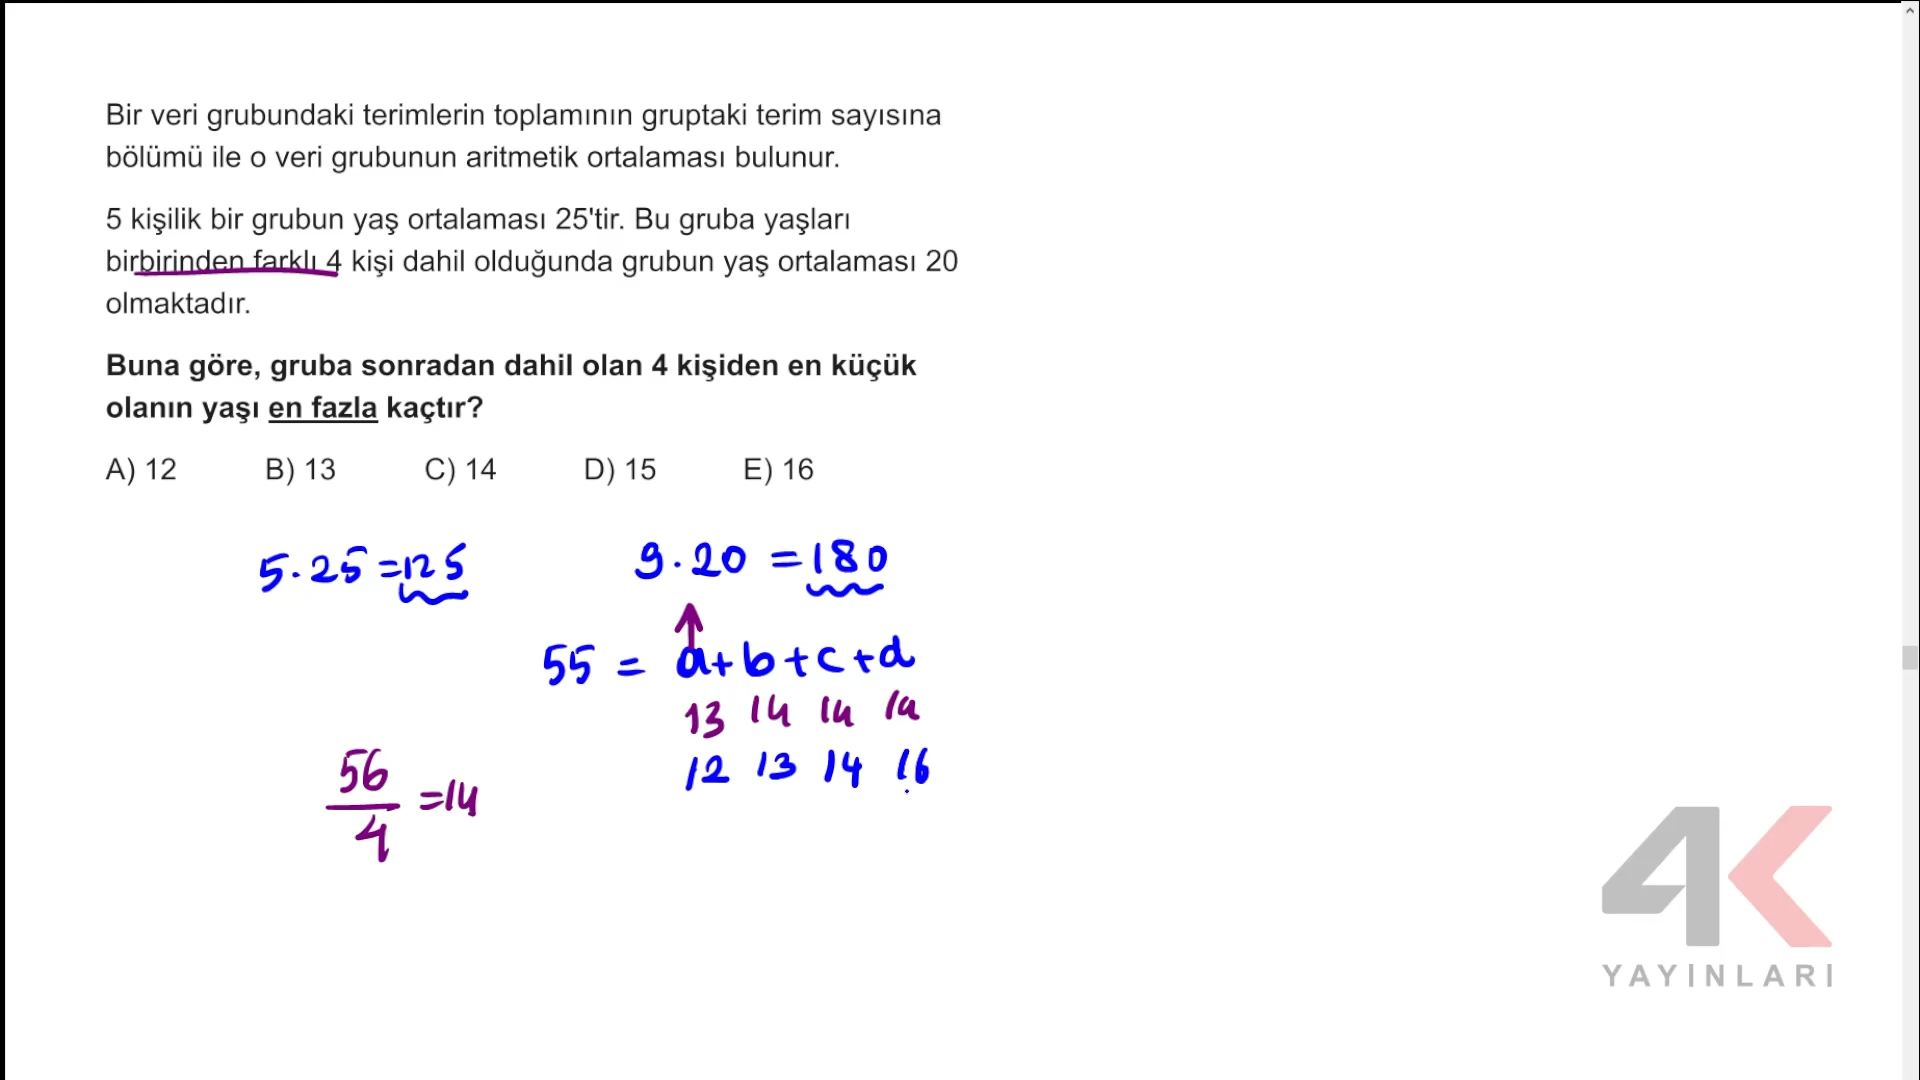 Bir veri grubundaki terimlerin toplamının gruptaki terim sayısına
bölümü ile o veri grubunun aritmetik ortalaması bulunur.
5 kişilik bir grubun yaş ortalaması 25'tir. Bu gruba yaşları
birbirinden farklı 4 kişi dahil olduğunda grubun yaş ortalaması 20
olmaktadır.
Buna göre, gruba sonradan dahil olan 4 kişiden en küçük
olanın yaşı en fazla kaçtır?
A) 12 B) 13 C) 14 D) 15 E) 16
5.25=125 9.20=180
55 = a+b+c+d
13 14 14 14
12 13 14 16
56
4
=14
4K
YAYINLARI